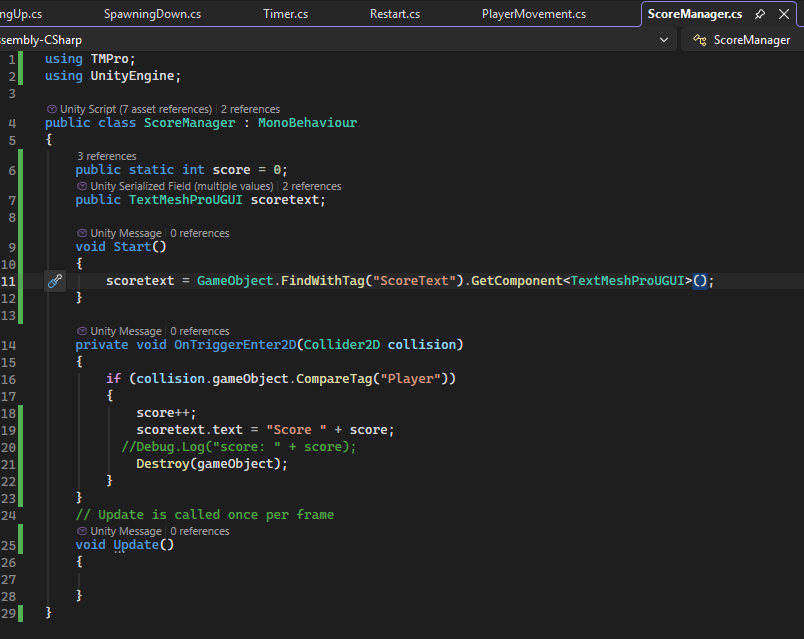 ngUp.cs SpawningDown.cs Timer.cs Restart.cs PlayerMovement.cs ScoreManager.cs
ssembly-CSharp ScoreManager
1 using TMPro;
2 using UnityEngine;
3
Unity Script (7 asset references) | 2 references
4 public class ScoreManager : MonoBehaviour
5 {
3 references
6 public static int score = 0;
Unity Serialized Field (multiple values) | 2 references
7 public TextMeshProUGUI scoretext;
8
Unity Message | 0 references
9 void Start()
10 {
11 scoretext = GameObject.FindWithTag("ScoreText").GetComponent<TextMeshProUGUI>();
12 }
13
Unity Message | 0 references
14 private void OnTriggerEnter2D(Collider2D collision)
15 {
16 if (collision.gameObject.CompareTag("Player"))
17 {
18 score++;
19 scoretext.text = "Score " + score;
20 //Debug.Log("score: " + score);
21 Destroy(gameObject);
22 }
23 }
24 // Update is called once per frame
Unity Message | 0 references
25 void Update()
26 {
27
28 }
29 }